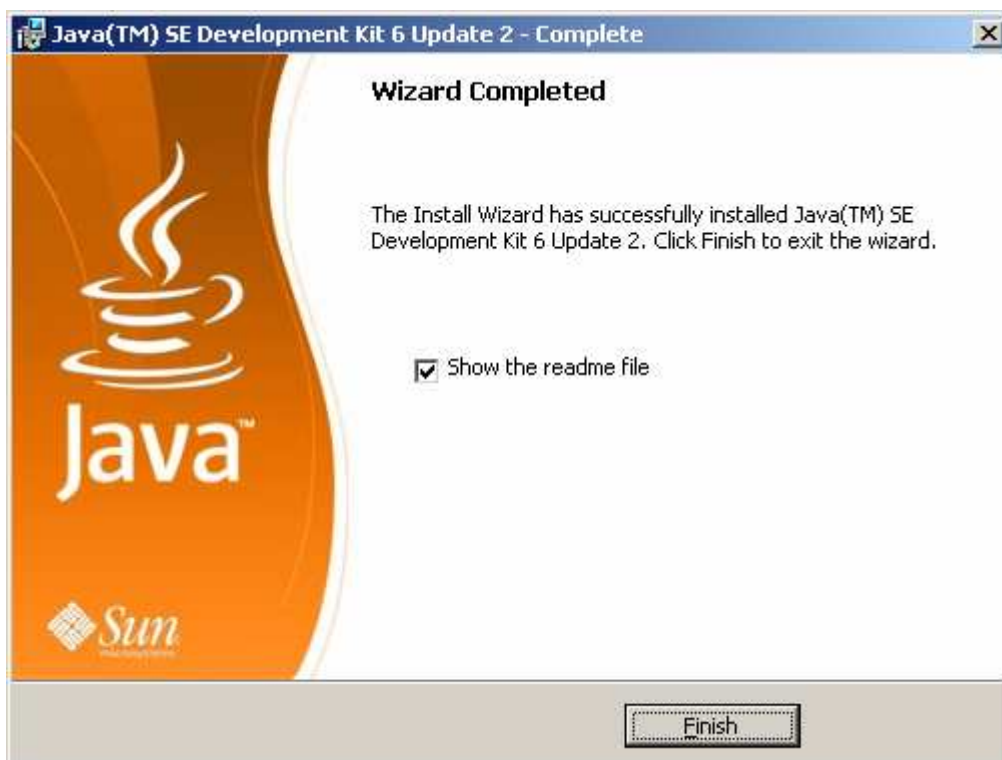 Java(TM) SE Development Kit 6 Update 2 - Complete
Wizard Completed
The Install Wizard has successfully installed Java(TM) SE
Development Kit 6 Update 2. Click Finish to exit the wizard.
Show the readme file
Java™
Sun
Finish